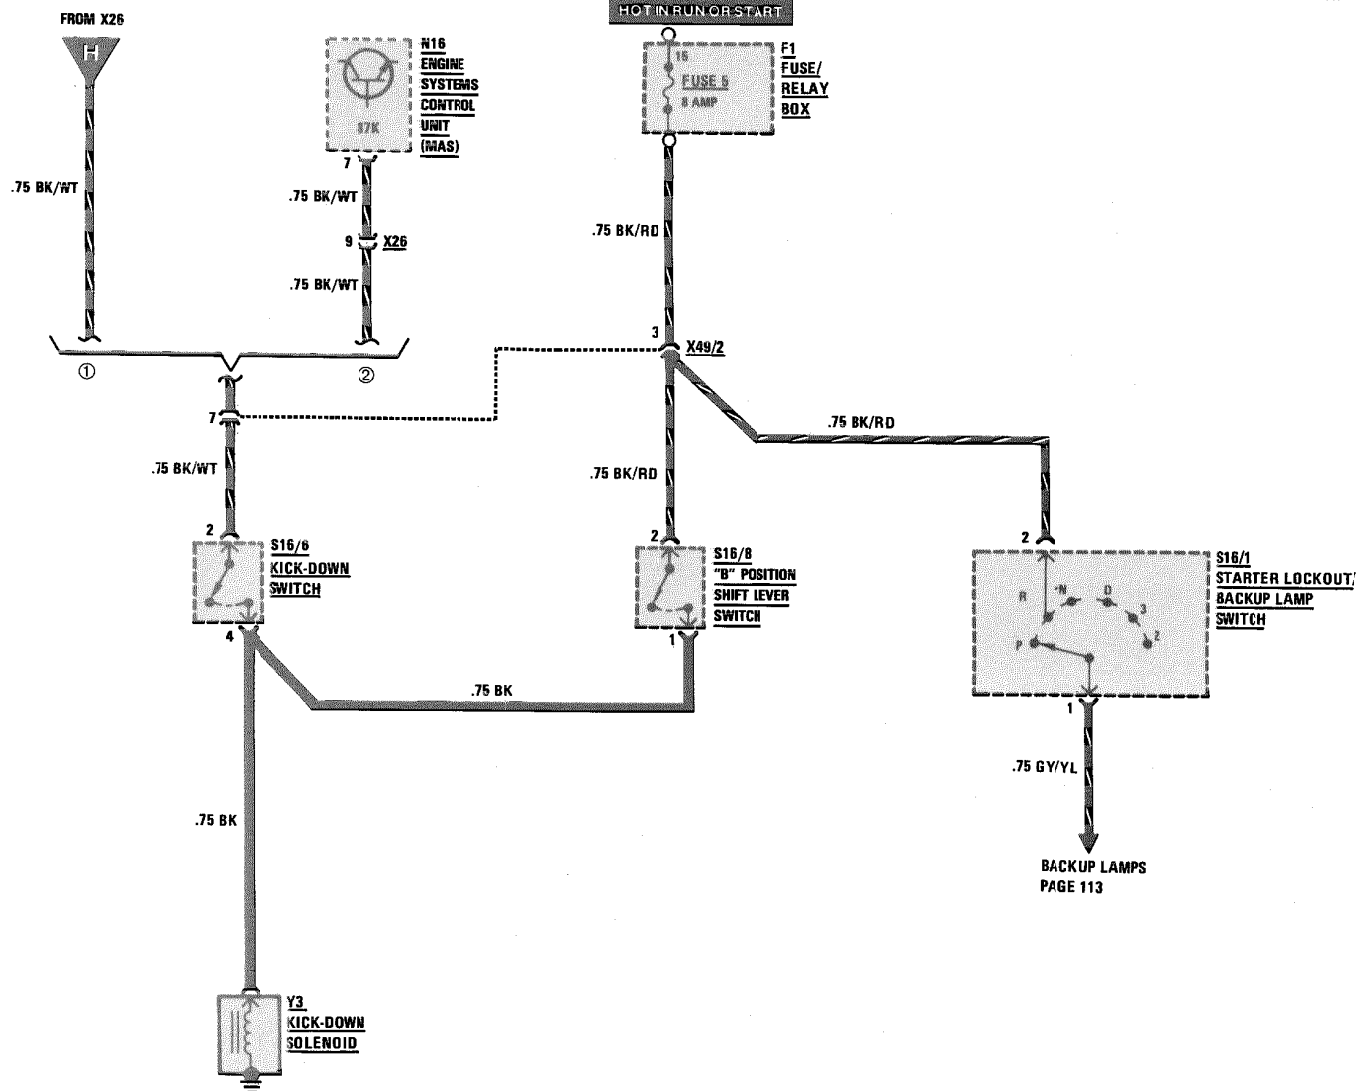 HOT IN RUN OR START
FROM X26
H
.75 BK/WT
N16
ENGINE
SYSTEMS
CONTROL
UNIT
(MAS)
87K
7
.75 BK/WT
9
X26
.75 BK/WT
F1
FUSE/
RELAY
BOX
15
8 AMP
.75 BK/RD
3
X49/2
①
②
7
.75 BK/WT
.75 BK/RD
.75 BK/RD
2
S16/6
KICK-DOWN
SWITCH
4
2
S16/8
"B" POSITION
SHIFT LEVER
SWITCH
1
2
S16/1
STARTER LOCKOUT/
BACKUP LAMP
SWITCH
P
R
N
D
3
2
1
.75 BK
.75 GY/YL
.75 BK
BACKUP LAMPS
PAGE 113
Y3
KICK-DOWN
SOLENOID